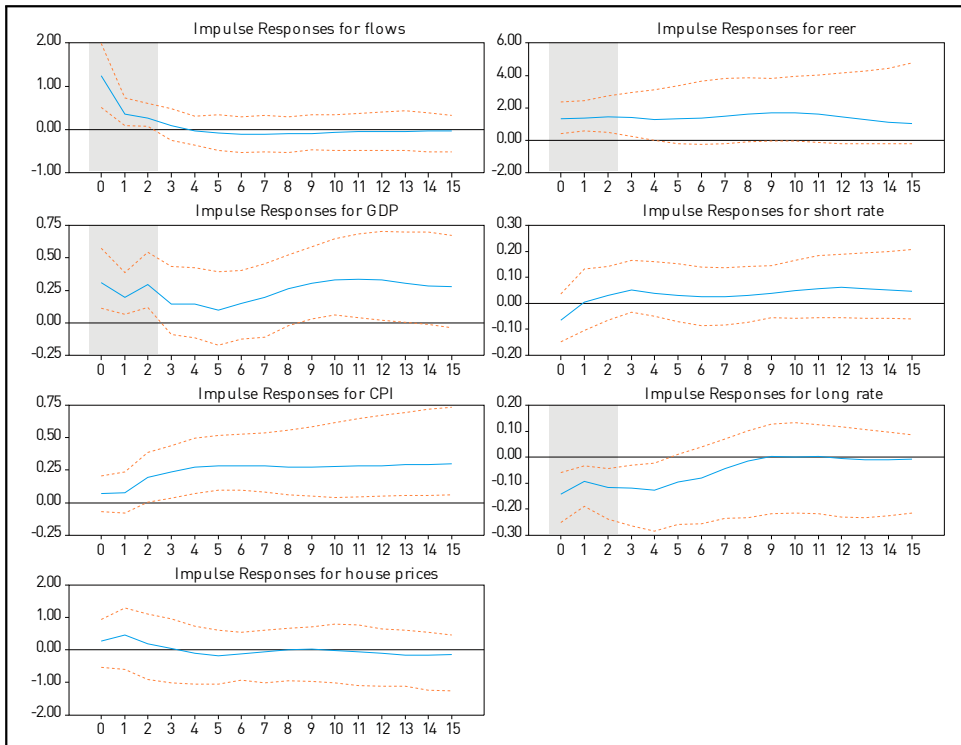 Impulse Responses for flows
2.00
1.00
0.00
-1.00
0 1 2 3 4 5 6 7 8 9 10 11 12 13 14 15
Impulse Responses for reer
6.00
4.00
2.00
0.00
-2.00
0 1 2 3 4 5 6 7 8 9 10 11 12 13 14 15
Impulse Responses for GDP
0.75
0.50
0.25
0.00
-0.25
0 1 2 3 4 5 6 7 8 9 10 11 12 13 14 15
Impulse Responses for short rate
0.30
0.20
0.10
0.00
-0.10
-0.20
0 1 2 3 4 5 6 7 8 9 10 11 12 13 14 15
Impulse Responses for CPI
0.75
0.50
0.25
0.00
-0.25
0 1 2 3 4 5 6 7 8 9 10 11 12 13 14 15
Impulse Responses for long rate
0.20
0.10
0.00
-0.10
-0.20
-0.30
0 1 2 3 4 5 6 7 8 9 10 11 12 13 14 15
Impulse Responses for house prices
2.00
1.00
0.00
-1.00
-2.00
0 1 2 3 4 5 6 7 8 9 10 11 12 13 14 15